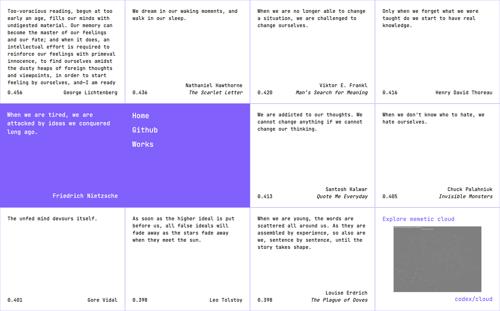 Too-voracious reading, begun at too
early an age, fills our minds with
undigested material. Our memory can
become the master of our feelings
and our fate; and when it does, an
intellectual effort is required to
reinforce our feelings with primeval
innocence, to find ourselves amidst
the dusty heaps of foreign thoughts
and viewpoints, in order to start
feeling by ourselves, and—I am ready
0.456
George Lichtenberg
We dream in our waking moments, and
walk in our sleep.
Nathaniel Hawthorne
0.436
The Scarlet Letter
When we are no longer able to change
a situation, we are challenged to
change ourselves.
Viktor E. Frankl
0.420
Man's Search for Meaning
Only when we forget what we were
taught do we start to have real
knowledge.
0.416
Henry David Thoreau
When we are tired, we are
attacked by ideas we conquered
long ago.
Friedrich Nietzsche
Home
Github
Works
We are addicted to our thoughts. We
cannot change anything if we cannot
change our thinking.
Santosh Kalwar
0.413
Quote Me Everyday
When we don't know who to hate, we
hate ourselves.
Chuck Palahniuk
0.405
Invisible Monsters
The unfed mind devours itself.
0.401
Gore Vidal
As soon as the higher ideal is put
before us, all false ideals will
fade away as the stars fade away
when they meet the sun.
0.398
Leo Tolstoy
When we are young, the words are
scattered all around us. As they are
assembled by experience, so also are
we, sentence by sentence, until the
story takes shape.
Louise Erdrich
0.398
The Plague of Doves
Explore memetic cloud
codex/cloud